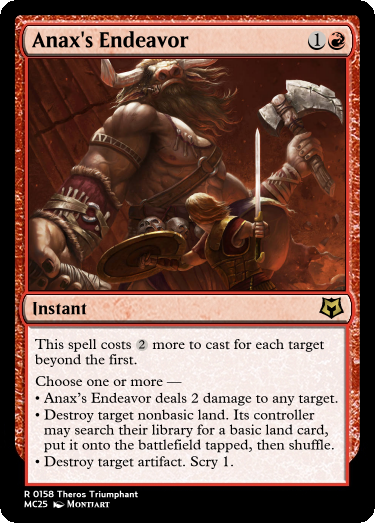 Anax's Endeavor 1
Instant
This spell costs 2 more to cast for each target
beyond the first.
Choose one or more —
• Anax's Endeavor deals 2 damage to any target.
• Destroy target nonbasic land. Its controller
may search their library for a basic land card,
put it onto the battlefield tapped, then shuffle.
• Destroy target artifact. Scry 1.
R 0158 Theros Triumphant
MC25 Montiart